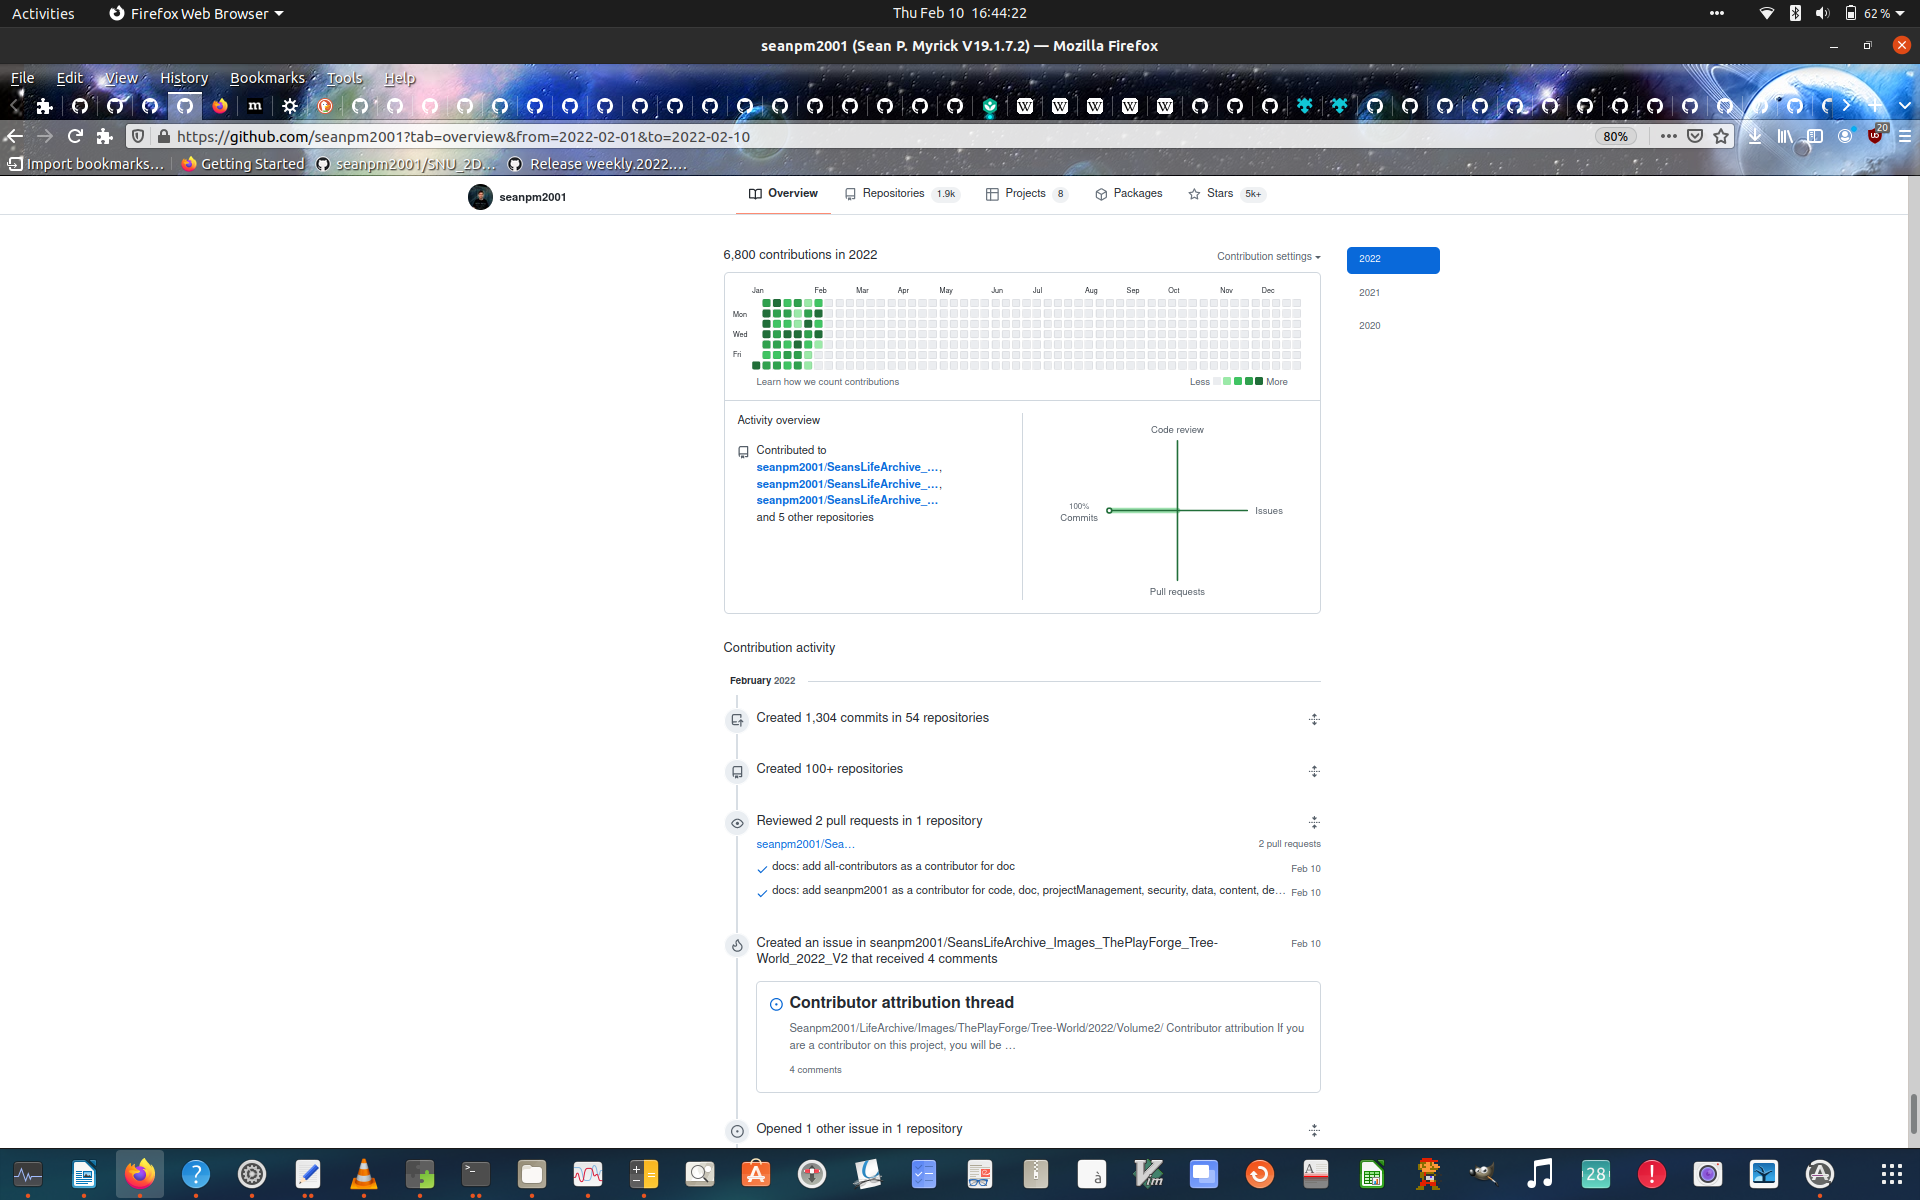 Activities
Firefox Web Browser
Thu Feb 10 16:44:22
62 %
seanpm2001 (Sean P. Myrick V19.1.7.2) — Mozilla Firefox
File Edit View History Bookmarks Tools Help
https://github.com/seanpm2001?tab=overview&from=2022-02-01&to=2022-02-10
80%
20
Import bookmarks… Getting Started seanpm2001/SNU_2D… Release weekly.2022.…
seanpm2001
Overview Repositories 1.9k Projects 8 Packages Stars 5k+
6,800 contributions in 2022
Contribution settings
2022
2021
2020
Jan Feb Mar Apr May Jun Jul Aug Sep Oct Nov Dec
Mon
Wed
Fri
Learn how we count contributions
Less More
Activity overview
Contributed to
seanpm2001/SeansLifeArchive_…,
seanpm2001/SeansLifeArchive_…,
seanpm2001/SeansLifeArchive_…
and 5 other repositories
Code review
100%
Commits
Issues
Pull requests
Contribution activity
February 2022
Created 1,304 commits in 54 repositories
Created 100+ repositories
Reviewed 2 pull requests in 1 repository
seanpm2001/Sea…
2 pull requests
docs: add all-contributors as a contributor for doc
Feb 10
docs: add seanpm2001 as a contributor for code, doc, projectManagement, security, data, content, de…
Feb 10
Created an issue in seanpm2001/SeansLifeArchive_Images_ThePlayForge_Tree-
World_2022_V2 that received 4 comments
Feb 10
Contributor attribution thread
Seanpm2001/LifeArchive/Images/ThePlayForge/Tree-World/2022/Volume2/ Contributor attribution If you
are a contributor on this project, you will be …
4 comments
Opened 1 other issue in 1 repository
28